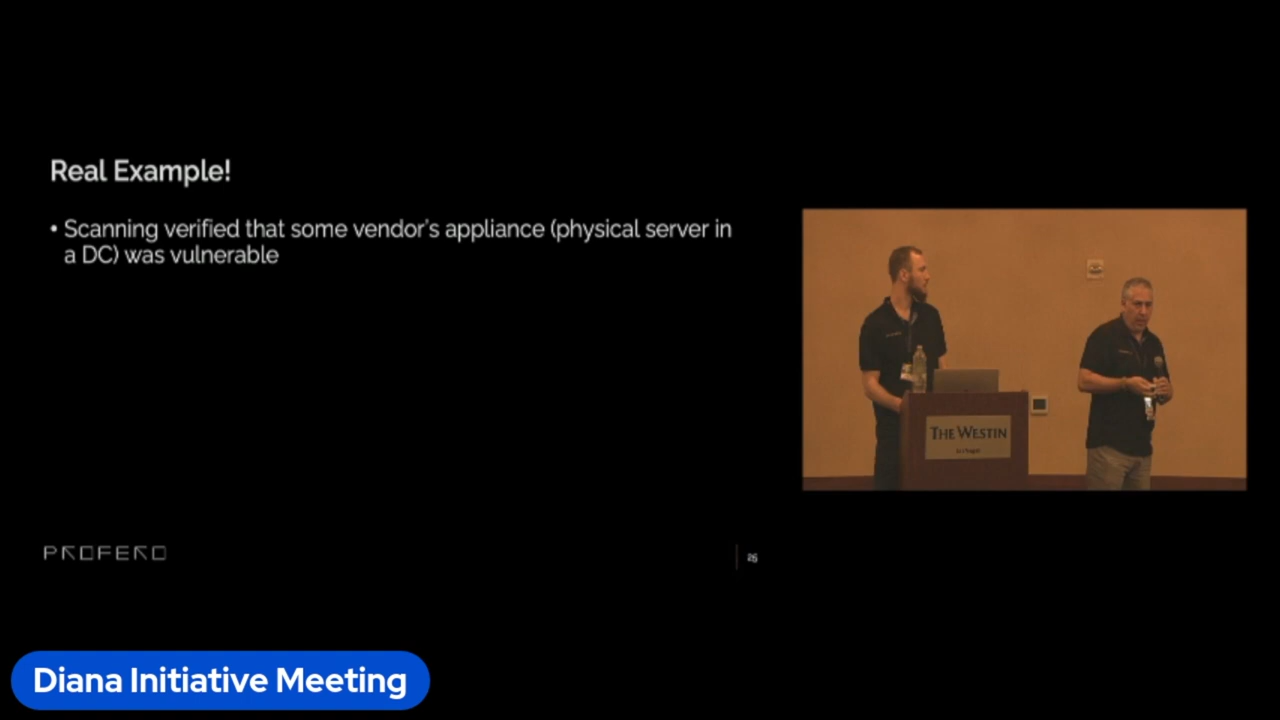 Real Example!
• Scanning verified that some vendor's appliance (physical server in
a DC) was vulnerable
THE WESTIN
PROFERO
25
Diana Initiative Meeting